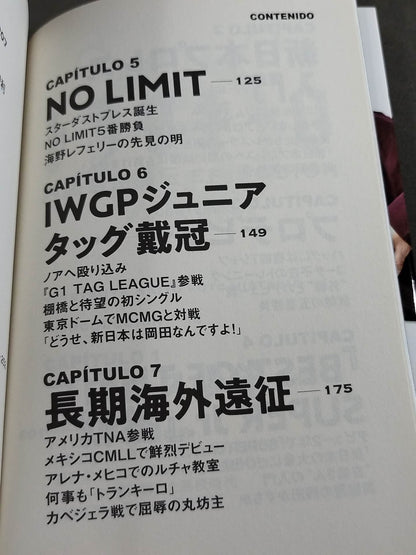 CONTENIDO
CAPÍTULO 5
NO LIMIT — 125
スターダストプレス誕生
NO LIMIT5番勝負
海野レフェリーの先見の明
CAPÍTULO 6
IWGPジュニア
タッグ戴冠 — 149
ノアへ殴り込み
『G1 TAG LEAGUE』参戦
棚橋と待望の初シングル
東京ドームでMCMGと対戦
「どうせ、新日本は岡田なんですよ!」
CAPÍTULO 7
長期海外遠征 — 175
アメリカTNA参戦
メキシコCMLLで鮮烈デビュー
アレナ・メヒコでのルチャ教室
何事も「トランキーロ」
カベジェラ戦で屈辱の丸坊主